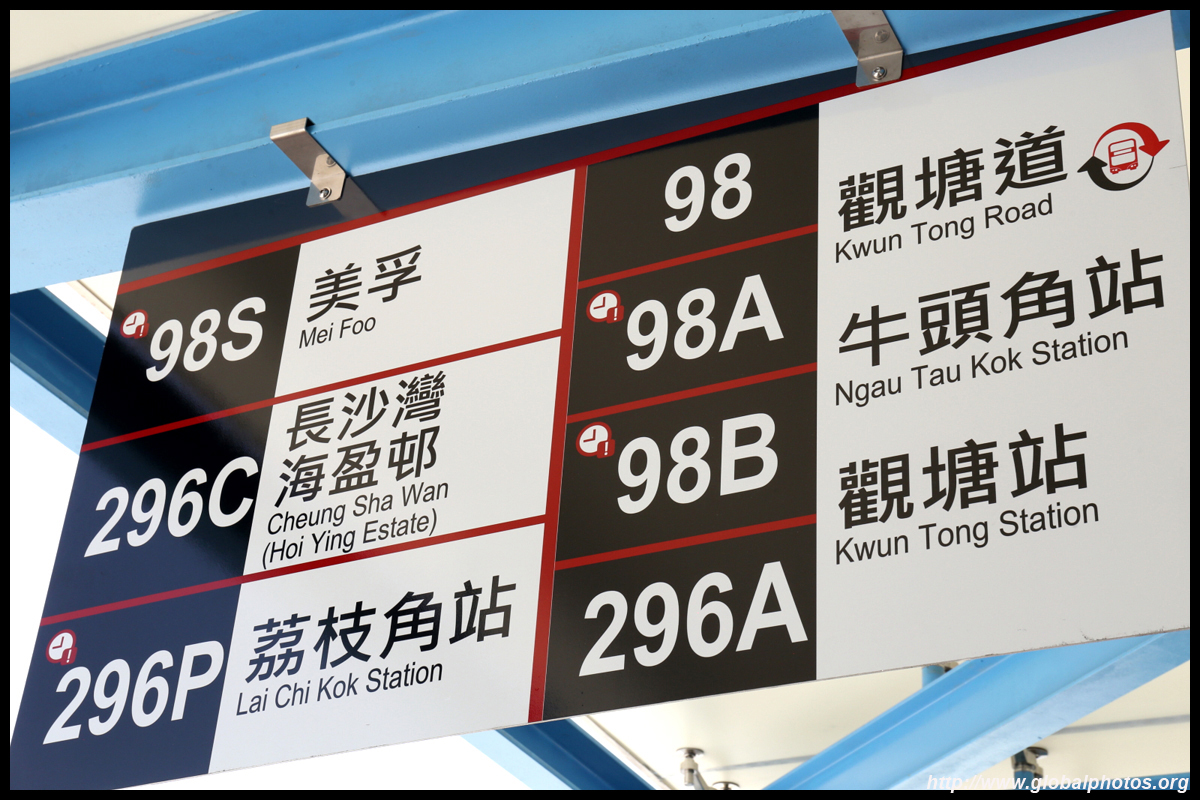 98S
美孚
Mei Foo
296C
長沙灣
海盈邨
Cheung Sha Wan
(Hoi Ying Estate)
296P
荔枝角站
Lai Chi Kok Station
98
98A
98B
296A
觀塘道
Kwun Tong Road
牛頭角站
Ngau Tau Kok Station
觀塘站
Kwun Tong Station
http://www.globalphotos.org